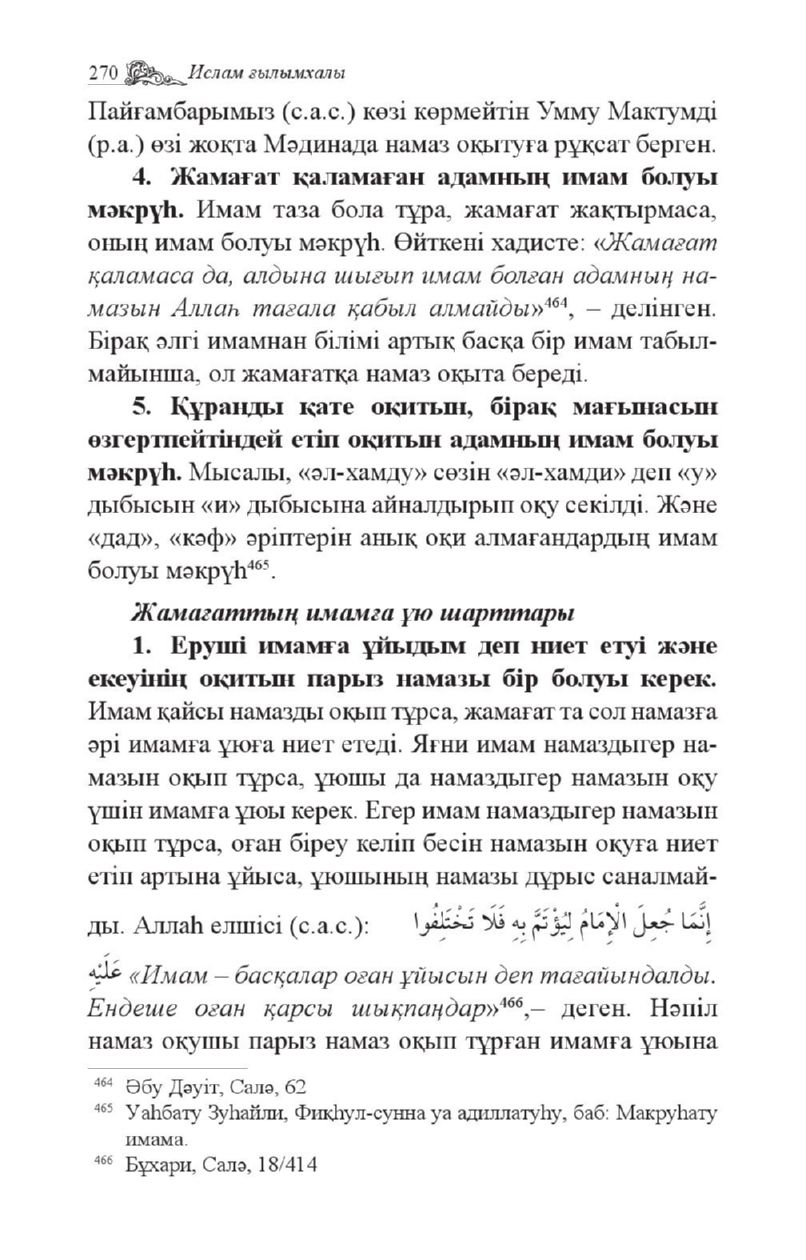 270 Ислам ғылымхалы
Пайғамбарымыз (с.а.с.) көзі көрмейтін Умму Мактумді
(р.а.) өзі жоқта Мәдинада намаз оқытуға рұқсат берген.
4. Жамағат қаламаған адамның имам болуы
мәкрүһ. Имам таза бола тұра, жамағат жақтырмаса,
оның имам болуы мәкрүһ. Өйткені хадисте: «Жамағат
қаламаса да, алдына шығып имам болған адамның на-
мазын Аллаһ тағала қабыл алмайды»⁴⁶⁴, – делінген.
Бірақ әлгі имамнан білімі артық басқа бір имам табыл-
майынша, ол жамағатқа намаз оқыта береді.
5. Құранды қате оқитын, бірақ мағынасын
өзгертпейтіндей етіп оқитын адамның имам болуы
мәкрүһ. Мысалы, «әл-хамду» сөзін «әл-хамди» деп «у»
дыбысын «и» дыбысына айналдырып оқу секілді. Және
«дад», «кәф» әріптерін анық оқи алмағандардың имам
болуы мәкрүһ⁴⁶⁵.
Жамағаттың имамға ұю шарттары
1. Еруші имамға ұйыдым деп ниет етуі және
екеуінің оқитын парыз намазы бір болуы керек.
Имам қайсы намазды оқып тұрса, жамағат та сол намазға
әрі имамға ұюға ниет етеді. Яғни имам намаздыгер на-
мазын оқып тұрса, ұюшы да намаздыгер намазын оқу
үшін имамға ұюы керек. Егер имам намаздыгер намазын
оқып тұрса, оған біреу келіп бесін намазын оқуға ниет
етіп артына ұйыса, ұюшының намазы дұрыс саналмай-
ды. Аллаһ елшісі (с.а.с.): إِنَّمَا جُعِلَ الْإِمَامُ لِيُؤْتَمَّ بِهِ فَلَا تَخْتَلِفُوا
عَلَيْهِ «Имам – басқалар оған ұйысын деп тағайындалды.
Ендеше оған қарсы шықпаңдар»⁴⁶⁶,– деген. Нәпіл
намаз оқушы парыз намаз оқып тұрған имамға ұюына
⁴⁶⁴ Әбу Дәуіт, Салә, 62
⁴⁶⁵ Уаһбату Зуһайли, Фиқһул-сунна уа адиллатуһу, баб: Макруһату
имама.
⁴⁶⁶ Бұхари, Салә, 18/414